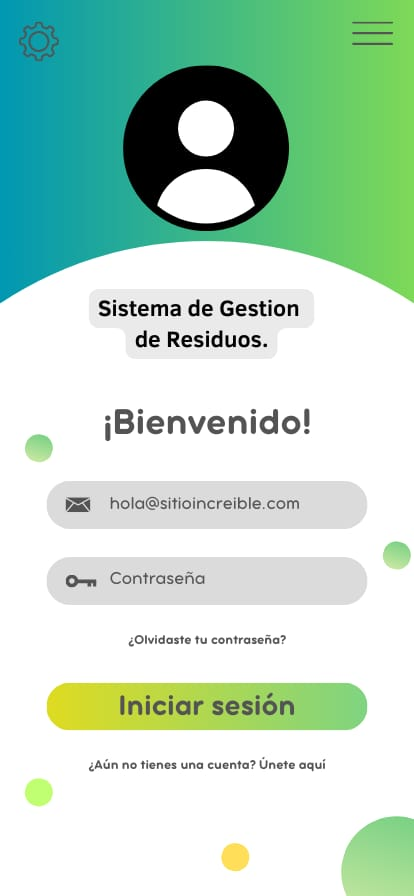 Sistema de Gestion
de Residuos.
¡Bienvenido!
hola@sitioincreible.com
Contraseña
¿Olvidaste tu contraseña?
Iniciar sesión
¿Aún no tienes una cuenta? Únete aquí